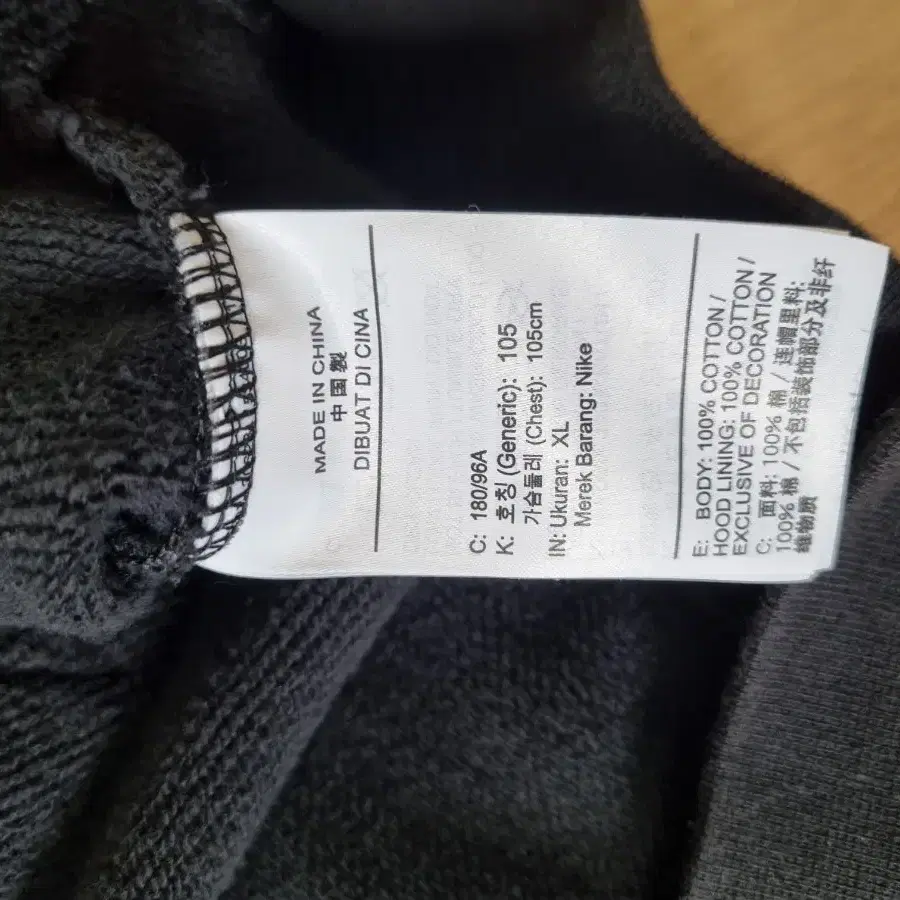 MADE IN CHINA
中国製
DIBUAT DI CINA
C: 180/96A
K: 호칭 (Generic): 105
가슴둘레 (Chest): 105cm
IN: Ukuran: XL
Merek Barang: Nike
E: BODY: 100% COTTON /
HOOD LINING: 100% COTTON /
EXCLUSIVE OF DECORATION
C: 面料: 100% 棉 / 连帽里料:
100% 棉 / 不包括装饰部分及非纤
维物质